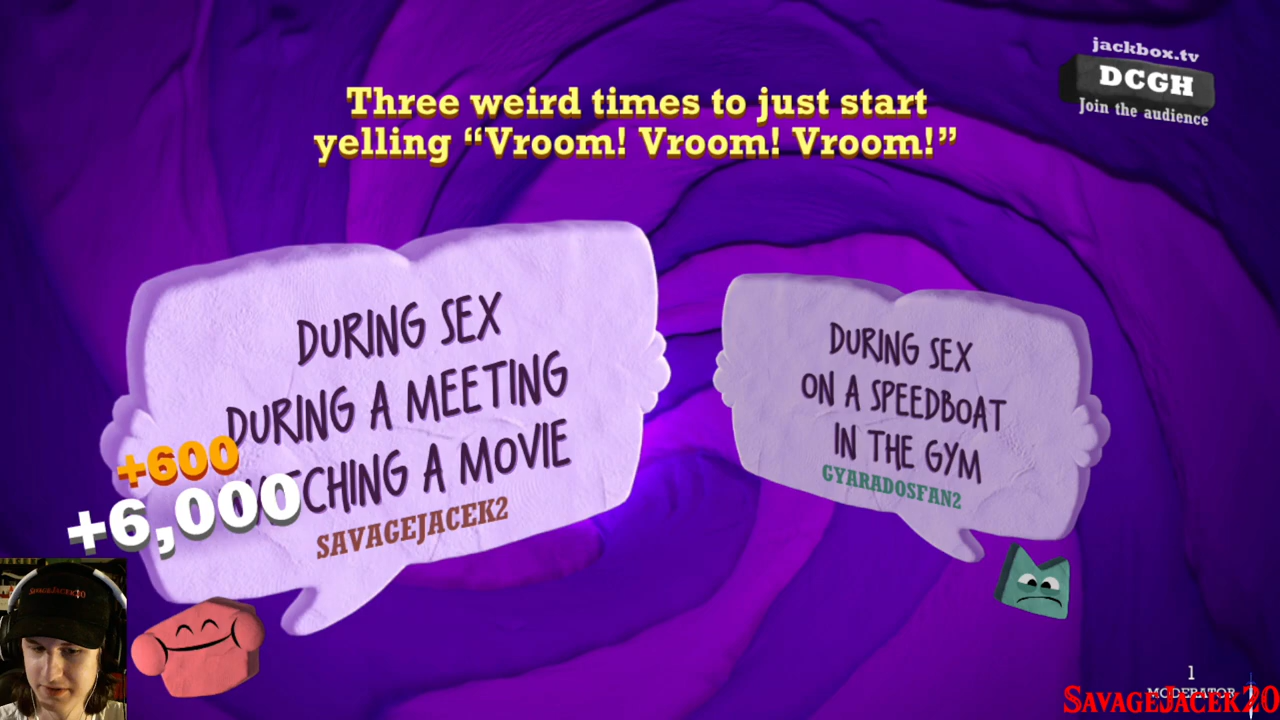 jackbox.tv
DCGH
Join the audience
Three weird times to just start
yelling “Vroom! Vroom! Vroom!”
DURING SEX
DURING A MEETING
WATCHING A MOVIE
SAVAGEJACEK2
+600
+6,000
DURING SEX
ON A SPEEDBOAT
IN THE GYM
GYARADOSFAN2
SAVAGEJACEK20
1
MODERATOR
SAVAGEJACEK20